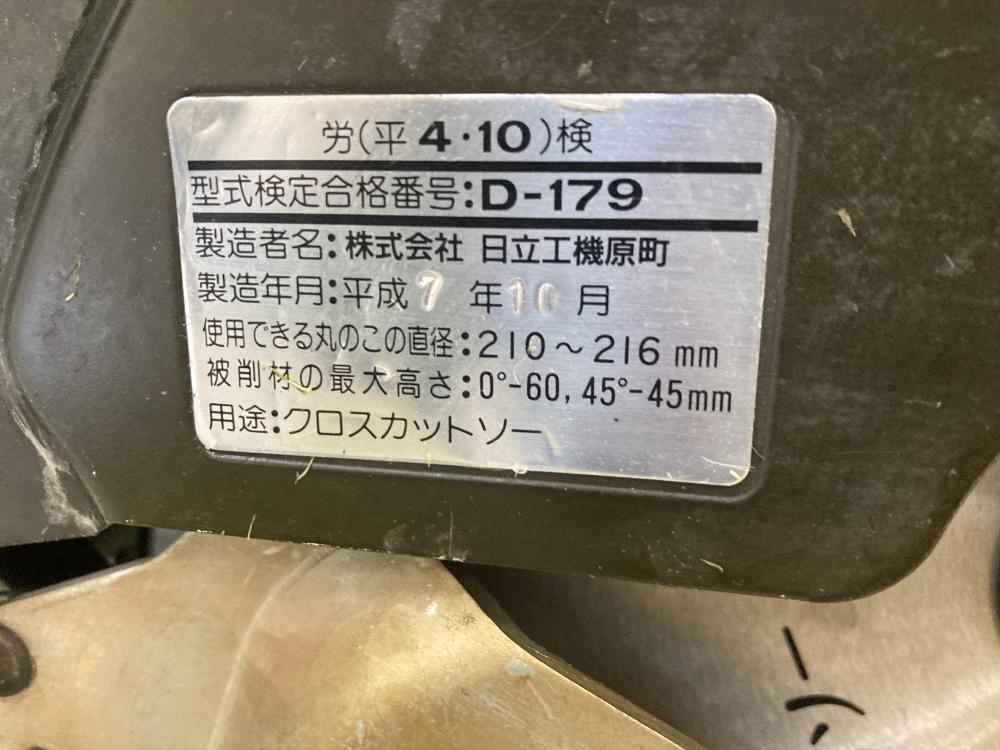 労(平4・10)検
型式検定合格番号:D-179
製造者名:株式会社 日立工機原町
製造年月:平成7年10月
使用できる丸のこの直径:210～216mm
被削材の最大高さ:0°-60,45°-45mm
用途:クロスカットソー